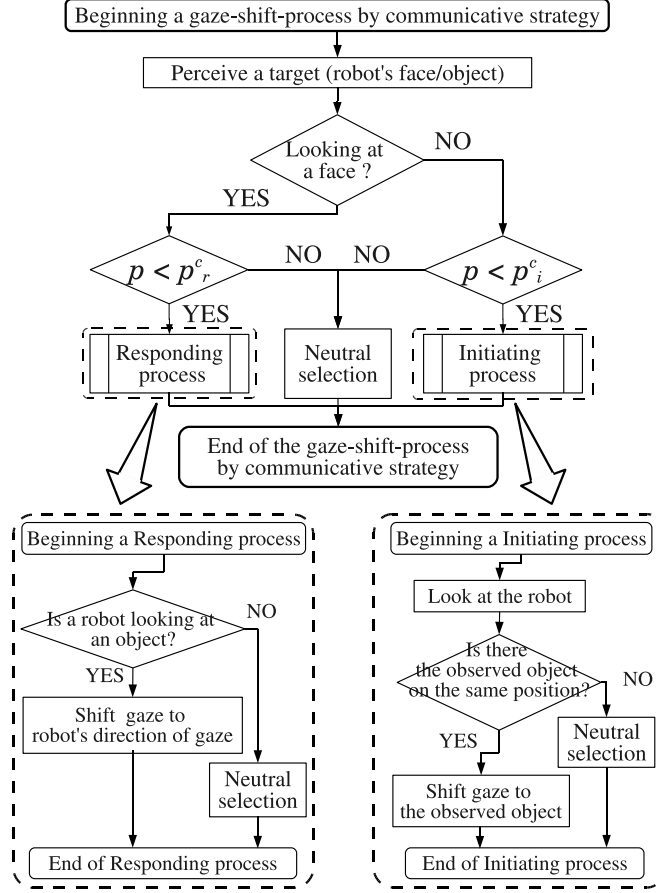 Beginning a gaze-shift-process by communicative strategy
Perceive a target (robot's face/object)
Looking at
a face ?
NO
YES
p < p^c_r
NO
NO
p < p^c_i
YES
YES
Responding
process
Neutral
selection
Initiating
process
End of the gaze-shift-process
by communicative strategy
Beginning a Responding process
Is a robot looking at
an object?
NO
YES
Shift gaze to
robot's direction of gaze
Neutral
selection
End of Responding process
Beginning a Initiating process
Look at the robot
Is there
the observed object
on the same position?
NO
YES
Neutral
selection
Shift gaze to
the observed object
End of Initiating process